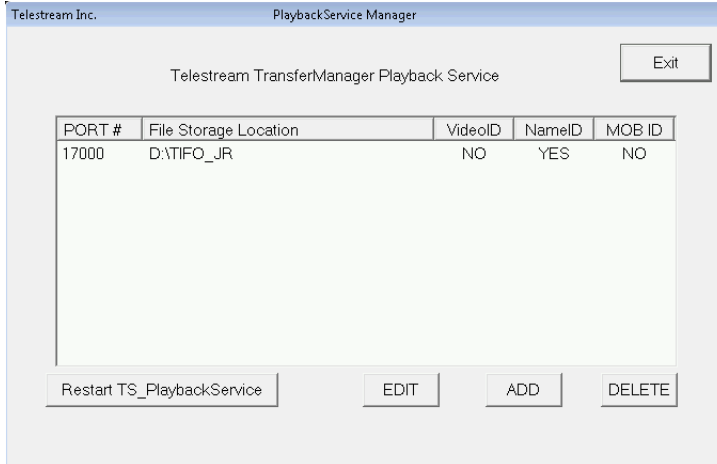 Telestream Inc. PlaybackService Manager
Exit
Telestream TransferManager Playback Service
PORT # File Storage Location VideoID NameID MOB ID
17000 D:\TIFO_JR NO YES NO
Restart TS_PlaybackService EDIT ADD DELETE